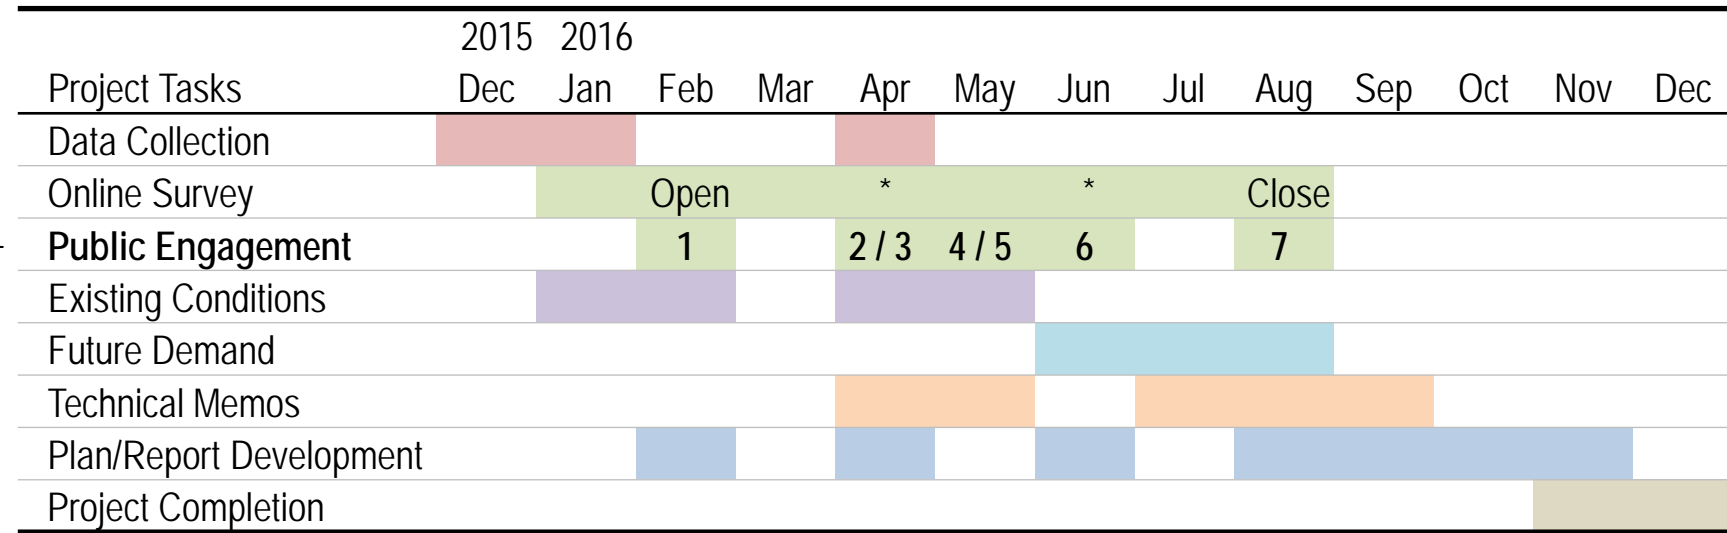 2015 2016
Project Tasks Dec Jan Feb Mar Apr May Jun Jul Aug Sep Oct Nov Dec
Data Collection
Online Survey Open * * Close
Public Engagement 1 2 / 3 4 / 5 6 7
Existing Conditions
Future Demand
Technical Memos
Plan/Report Development
Project Completion